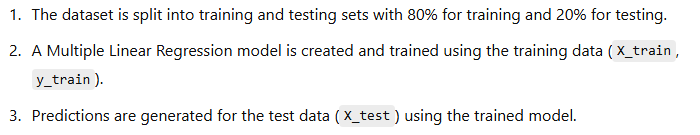 1. The dataset is split into training and testing sets with 80% for training and 20% for testing.
2. A Multiple Linear Regression model is created and trained using the training data ( X_train ,
y_train ).
3. Predictions are generated for the test data ( X_test ) using the trained model.